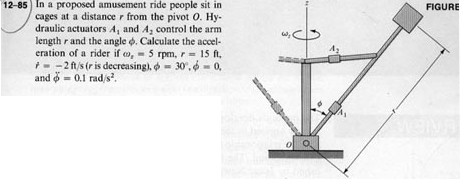 12-85 In a proposed amusement ride people sit in
cages at a distance r from the pivot O. Hy-
draulic actuators A₁ and A₂ control the arm
length r and the angle ϕ. Calculate the accel-
eration of a rider if ω₂ = 5 rpm, r = 15 ft,
ṙ = -2 ft/s (r is decreasing), ϕ = 30°, ϕ̇ = 0,
and ϕ̈ = 0.1 rad/s².
FIGURE
z
ω₂
A₂
ϕ
A₁
r
O